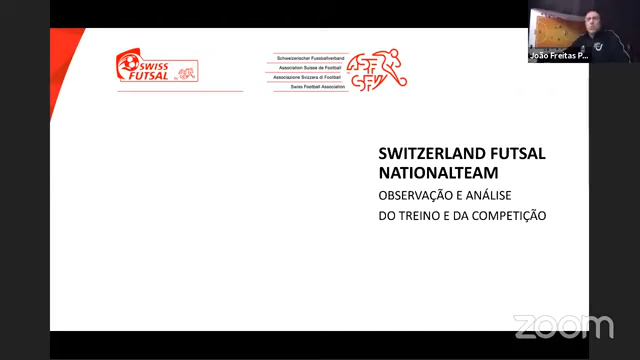 SWISS
FUTSAL
Schweizerischer Fussballverband
Association Suisse de Football
Associazione Svizzera di Football
Swiss Football Association
ASF
SFV
João Freitas P...
SWITZERLAND FUTSAL
NATIONALTEAM
OBSERVAÇÃO E ANÁLISE
DO TREINO E DA COMPETIÇÃO
zoom